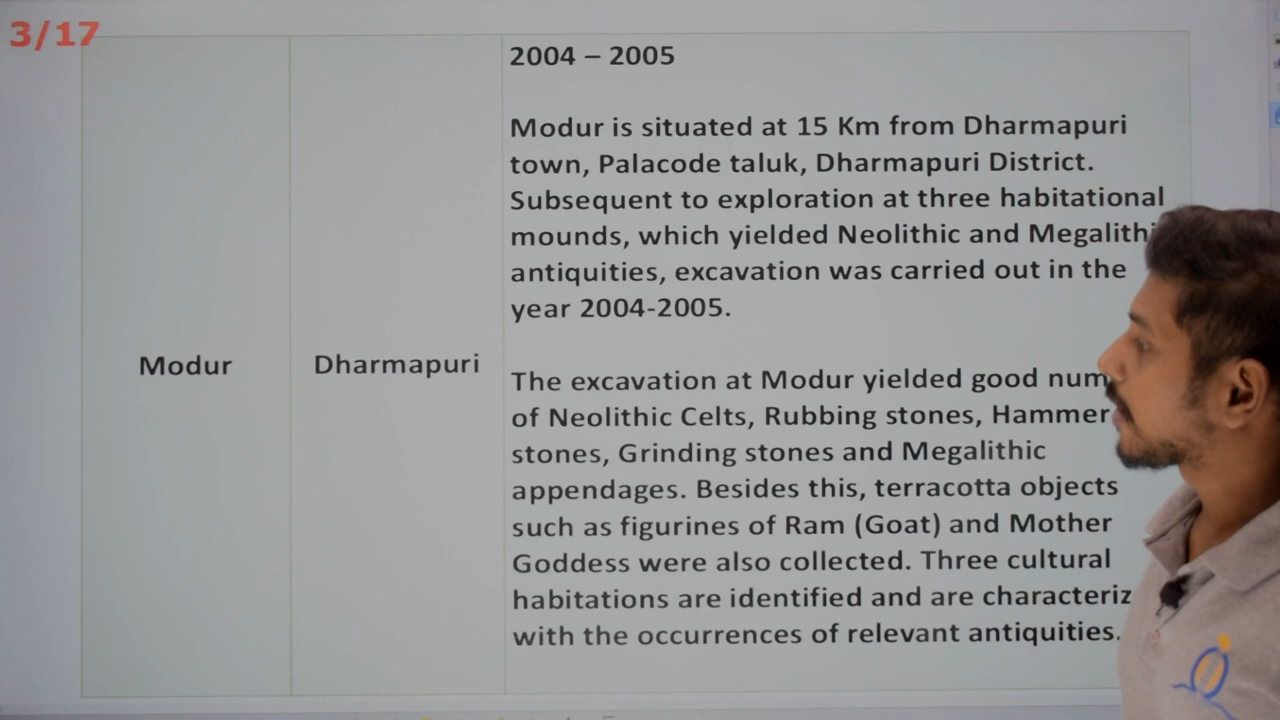 3/17
2004 – 2005
Modur is situated at 15 Km from Dharmapuri
town, Palacode taluk, Dharmapuri District.
Subsequent to exploration at three habitational
mounds, which yielded Neolithic and Megalithi
antiquities, excavation was carried out in the
year 2004-2005.
Modur
Dharmapuri
The excavation at Modur yielded good num
of Neolithic Celts, Rubbing stones, Hammer
stones, Grinding stones and Megalithic
appendages. Besides this, terracotta objects
such as figurines of Ram (Goat) and Mother
Goddess were also collected. Three cultural
habitations are identified and are characteriz
with the occurrences of relevant antiquities.